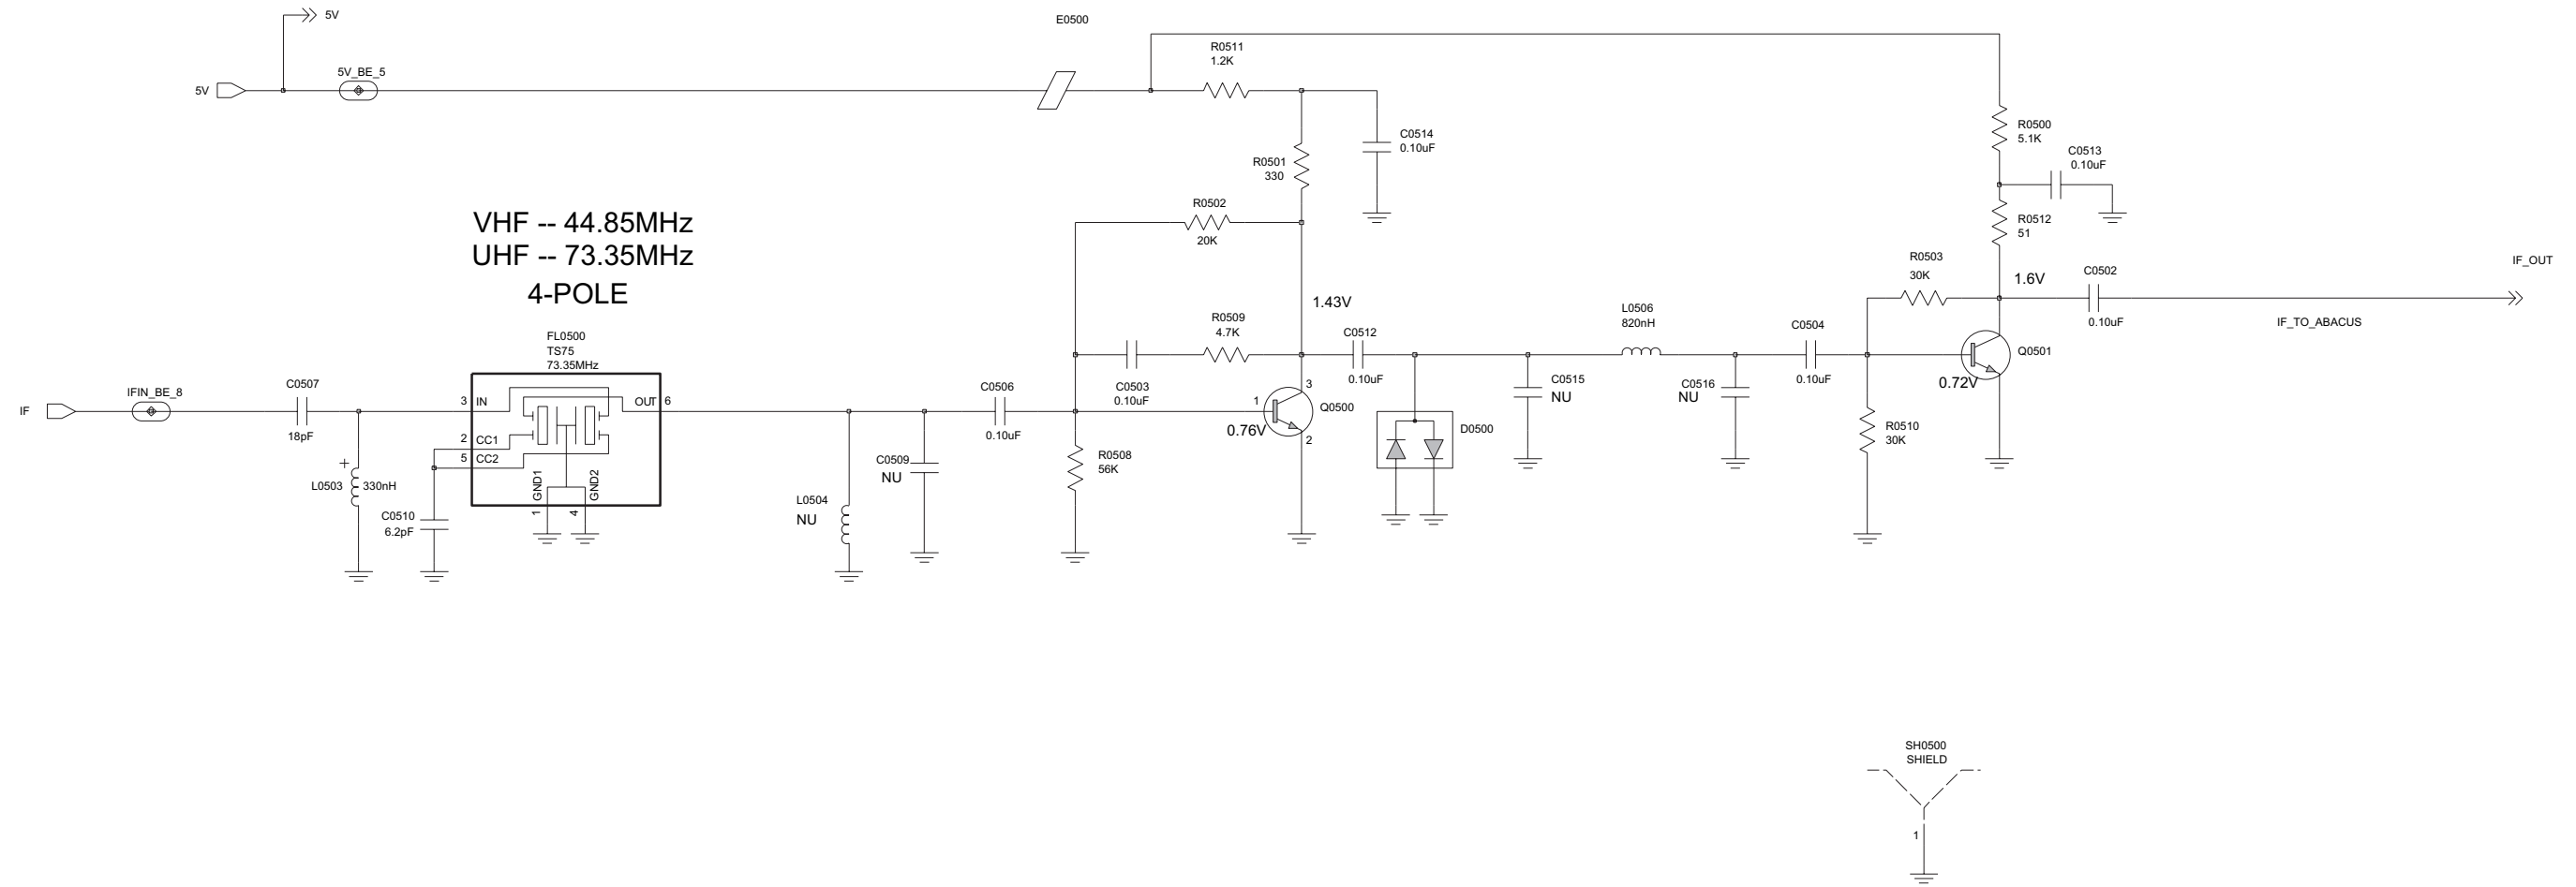 5V
E0500
R0511
1.2K
5V_BE_5
5V
R0500
5.1K
C0514
0.10uF
C0513
0.10uF
R0501
330
R0502
20K
R0512
51
VHF -- 44.85MHz
UHF -- 73.35MHz
4-POLE
R0503
30K
IF_OUT
1.6V
C0502
0.10uF
IF_TO_ABACUS
1.43V
R0509
4.7K
C0512
0.10uF
L0506
820nH
C0504
0.10uF
Q0501
0.72V
FL0500
TS75
73.35MHz
C0507
18pF
IFIN_BE_8
IF
3
IN
OUT
6
2
CC1
5
CC2
GND1
GND2
1
4
C0506
0.10uF
C0503
0.10uF
3
1
2
Q0500
0.76V
C0515
NU
C0516
NU
D0500
R0510
30K
R0508
56K
C0509
NU
L0504
NU
+
L0503
330nH
C0510
6.2pF
SH0500
SHIELD
1